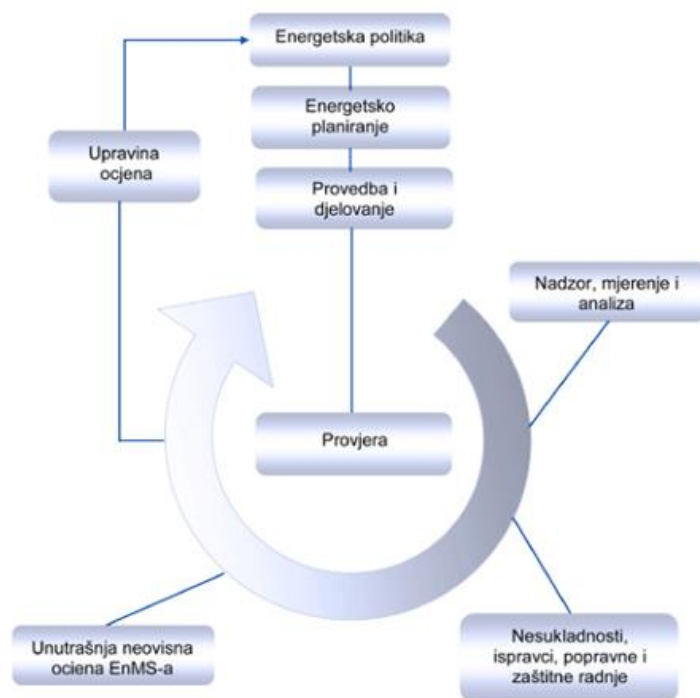 Energetska politika
Energetsko
planiranje
Upravina
ocjena
Provedba i
djelovanje
Nadzor, mjerenje i
analiza
Provjera
Unutrašnja neovisna
ociena EnMS-a
Nesukladnosti,
ispravci, popravne i
zaštitne radnje